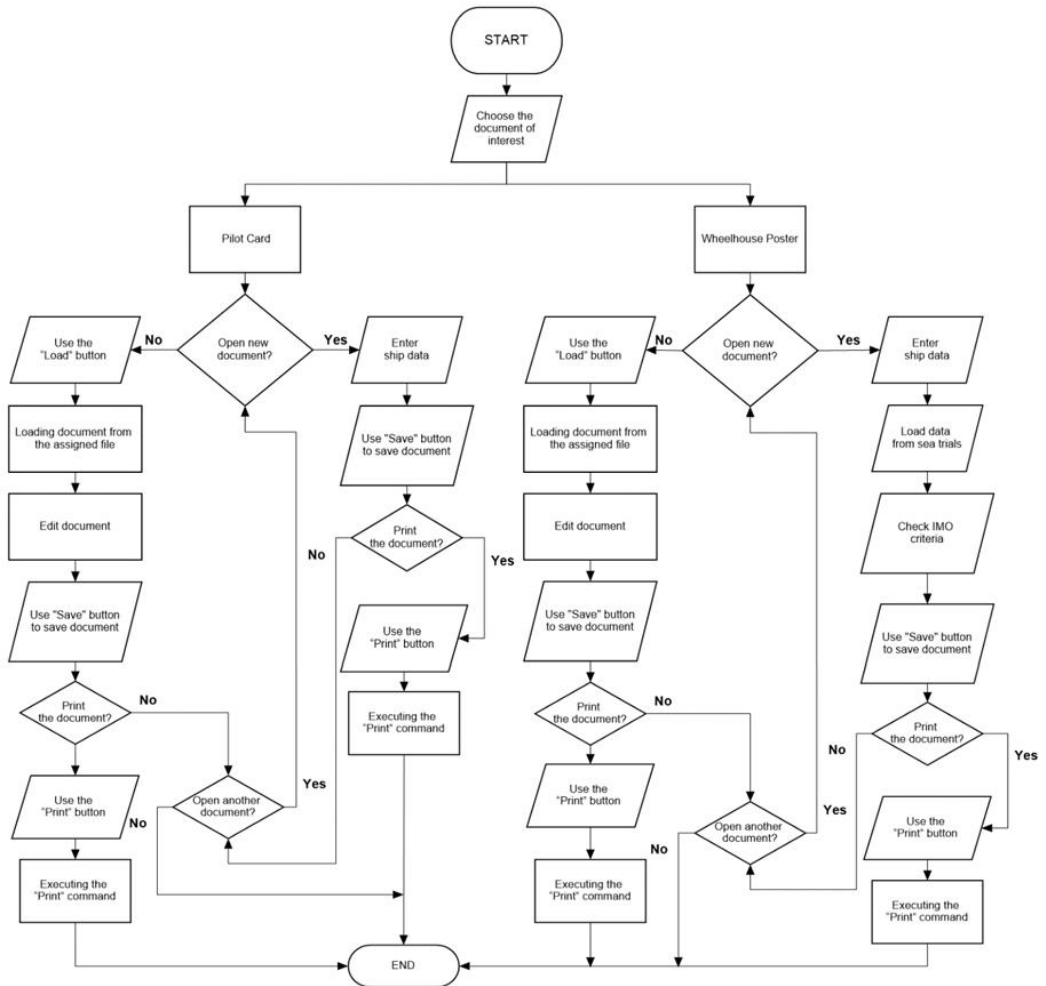 START
Choose the
document of
interest
Pilot Card
Wheelhouse Poster
Open new
document?
No
Yes
Use the
"Load" button
Enter
ship data
Loading document from
the assigned file
Use "Save" button
to save document
Edit document
Print
the document?
No
Yes
Use "Save" button
to save document
Use the
"Print" button
Print
the document?
No
Executing the
"Print" command
Use the
"Print" button
No
Open another
document?
Yes
Executing the
"Print" command
Open new
document?
No
Yes
Use the
"Load" button
Enter
ship data
Loading document from
the assigned file
Load data
from sea trials
Edit document
Check IMO
criteria
Use "Save" button
to save document
Use "Save" button
to save document
Print
the document?
No
Print
the document?
No
Yes
Use the
"Print" button
Open another
document?
Yes
No
Use the
"Print" button
Executing the
"Print" command
Executing the
"Print" command
END